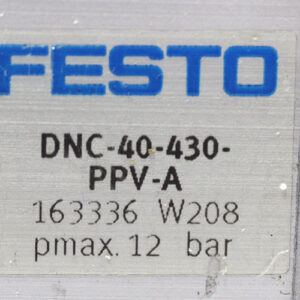 FESTO
DNC-40-430-
PPV-A
163336 W208
pmax. 12 bar